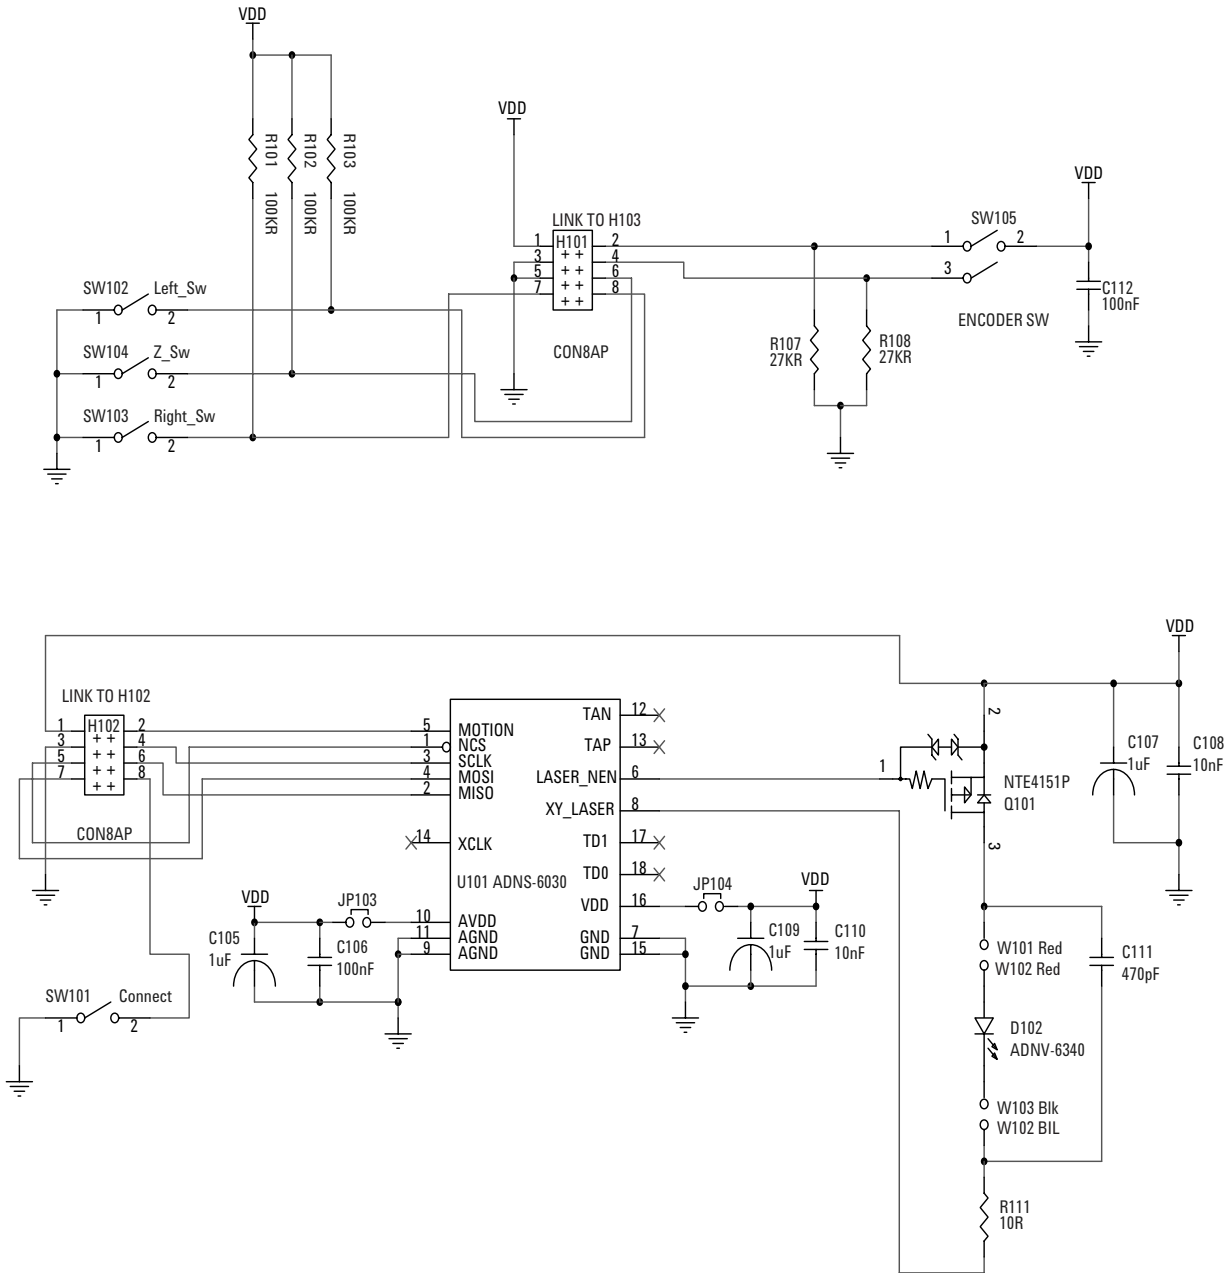 VDD
R101 100KR
R102 100KR
R103 100KR
VDD
LINK TO H103
1 H101 2
3 4
5 6
7 8
CON8AP
SW102 Left_Sw
1 2
SW104 Z_Sw
1 2
SW103 Right_Sw
1 2
VDD
SW105
1 2
3
ENCODER SW
C112
100nF
R107
27KR
R108
27KR
VDD
LINK TO H102
1 H102 2
3 4
5 6
7 8
CON8AP
5 MOTION
1 NCS
3 SCLK
4 MOSI
2 MISO
14 XCLK
U101 ADNS-6030
10 AVDD
11 AGND
9 AGND
TAN 12
TAP 13
LASER_NEN 6
XY_LASER 8
TD1 17
TD0 18
VDD 16
GND 7
GND 15
VDD
JP103
C105
1uF
C106
100nF
SW101 Connect
1 2
JP104
VDD
C109
1uF
C110
10nF
1
2
3
NTE4151P
Q101
C107
1uF
C108
10nF
W101 Red
W102 Red
C111
470pF
D102
ADNV-6340
W103 Blk
W102 BIL
R111
10R